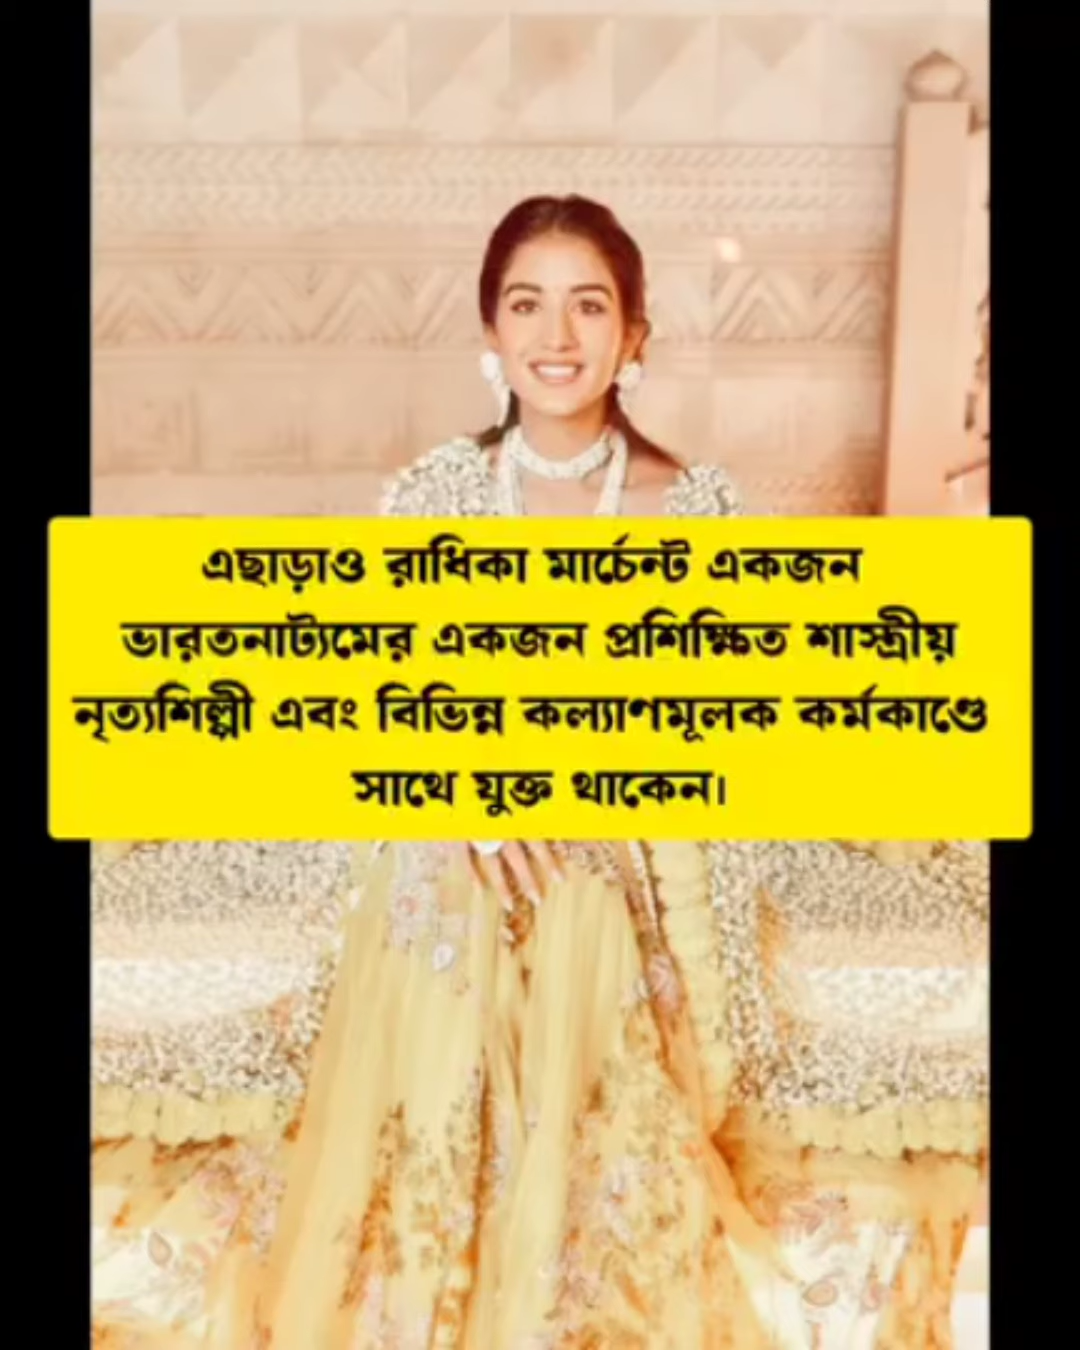 এছাড়াও রাধিকা মার্চেন্ট একজন
ভারতনাট্যমের একজন প্রশিক্ষিত শাস্ত্রীয়
নৃত্যশিল্পী এবং বিভিন্ন কল্যাণমূলক কর্মকাণ্ডে
সাথে যুক্ত থাকেন।